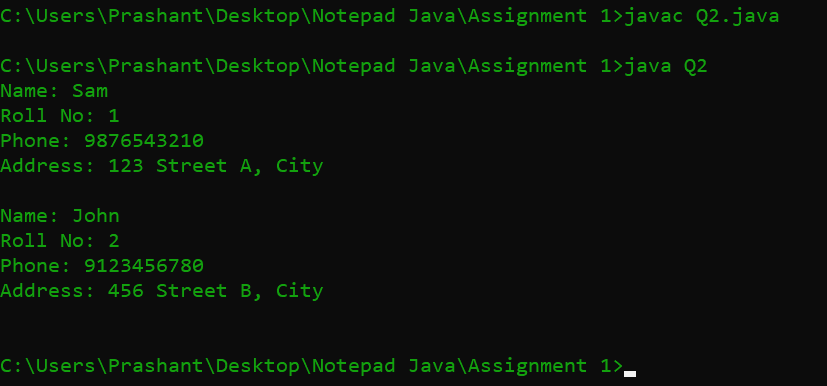 C:\Users\Prashant\Desktop\Notepad Java\Assignment 1>javac Q2.java
C:\Users\Prashant\Desktop\Notepad Java\Assignment 1>java Q2
Name: Sam
Roll No: 1
Phone: 9876543210
Address: 123 Street A, City
Name: John
Roll No: 2
Phone: 9123456780
Address: 456 Street B, City
C:\Users\Prashant\Desktop\Notepad Java\Assignment 1>